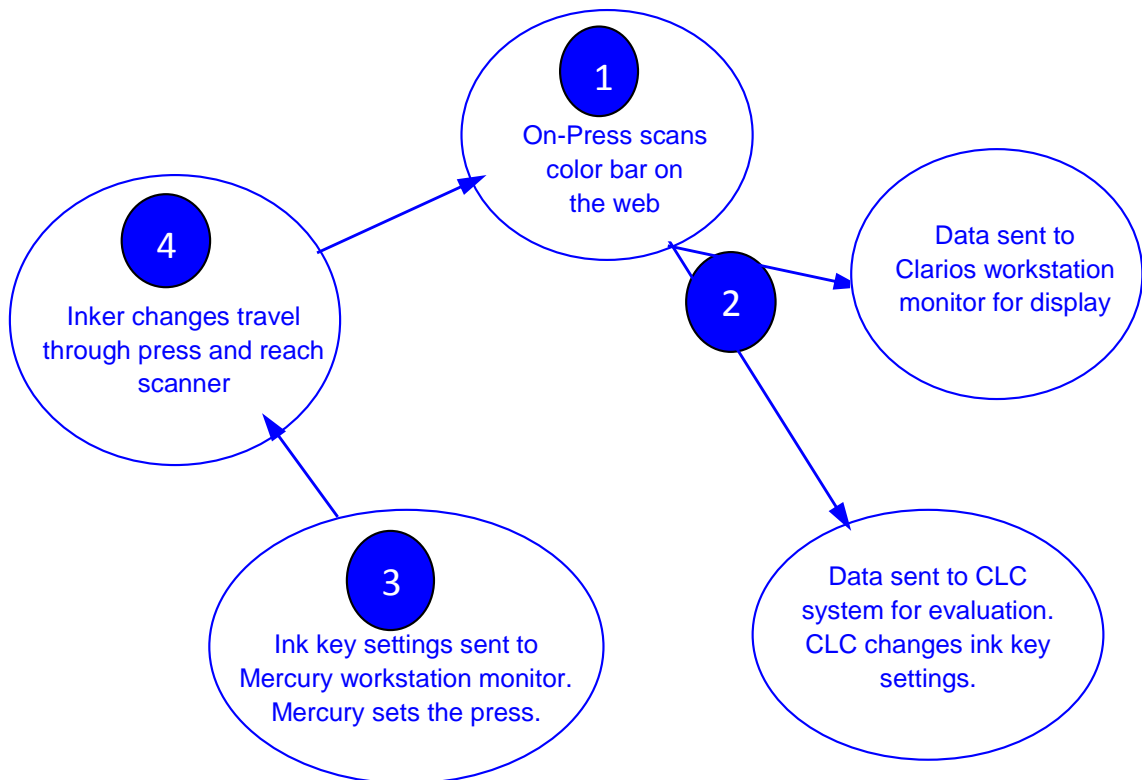 1
On-Press scans
color bar on
the web
2
Data sent to
Clarios workstation
monitor for display
Data sent to CLC
system for evaluation.
CLC changes ink key
settings.
3
Ink key settings sent to
Mercury workstation monitor.
Mercury sets the press.
4
Inker changes travel
through press and reach
scanner